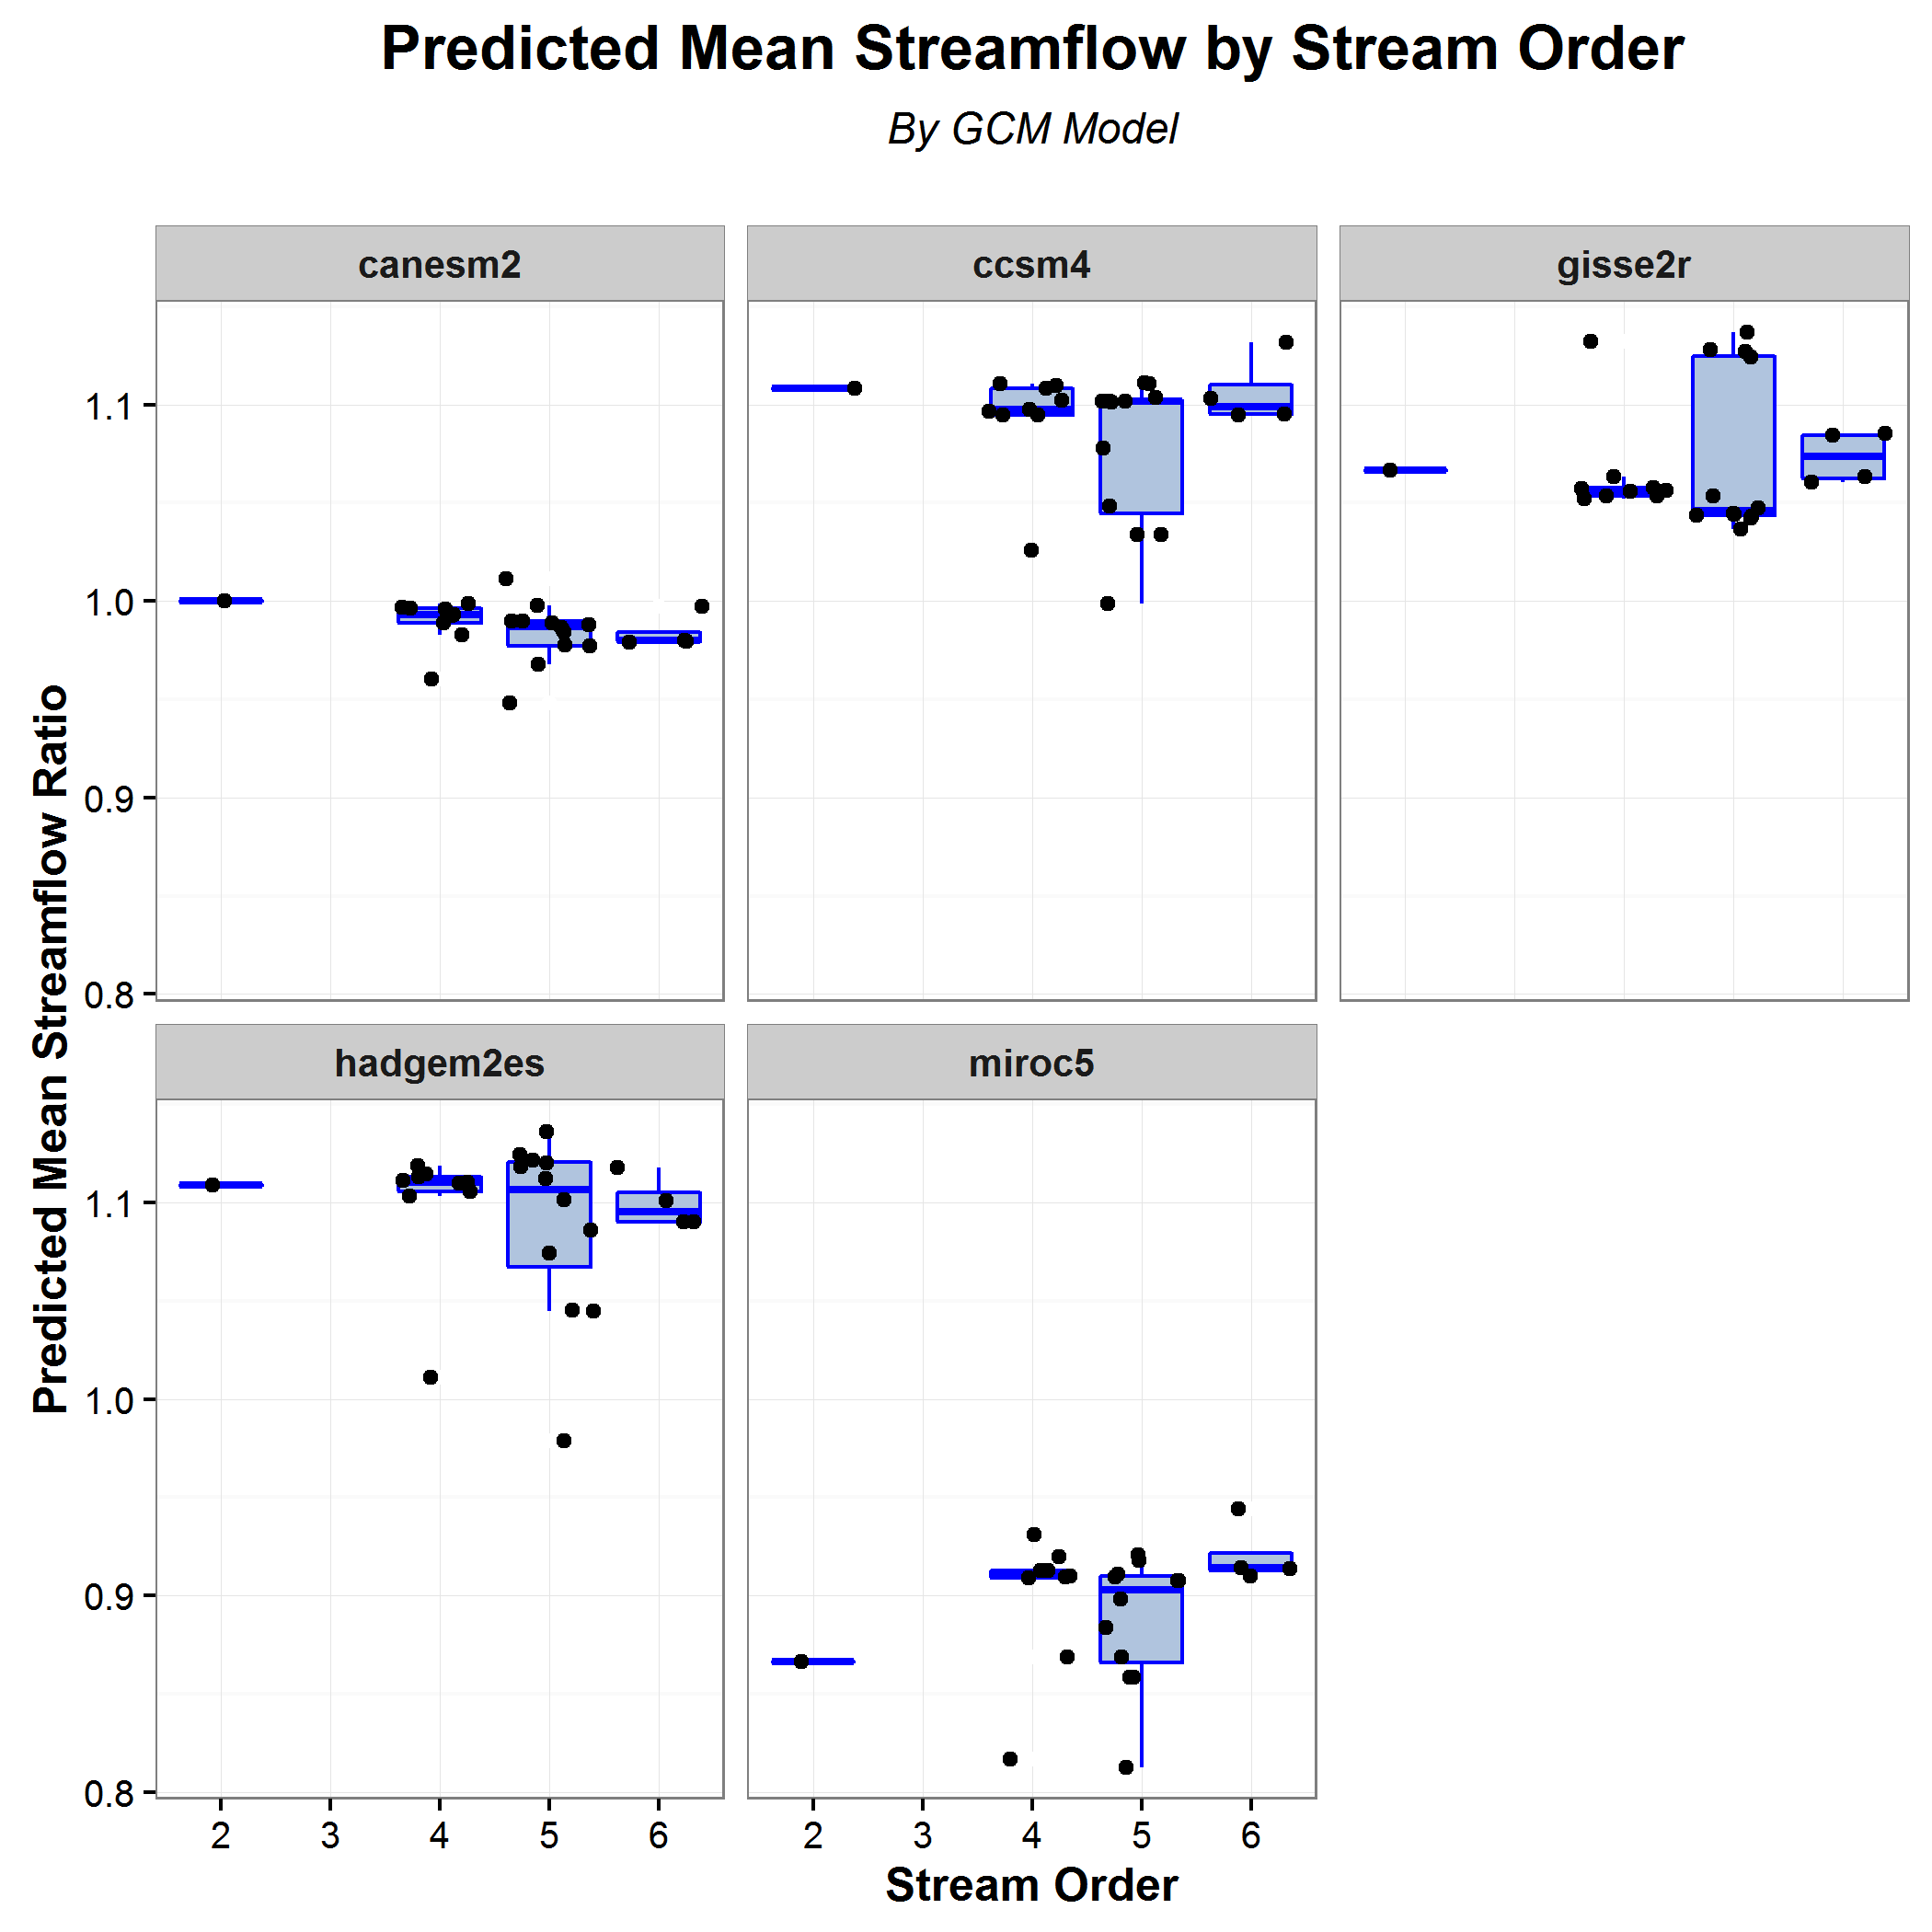 Predicted Mean Streamflow by Stream Order
By GCM Model
canesm2
ccsm4
gisse2r
1.1
1.0
0.9
0.8
Predicted Mean Streamflow Ratio
hadgem2es
miroc5
1.1
1.0
0.9
0.8
2 3 4 5 6
2 3 4 5 6
Stream Order